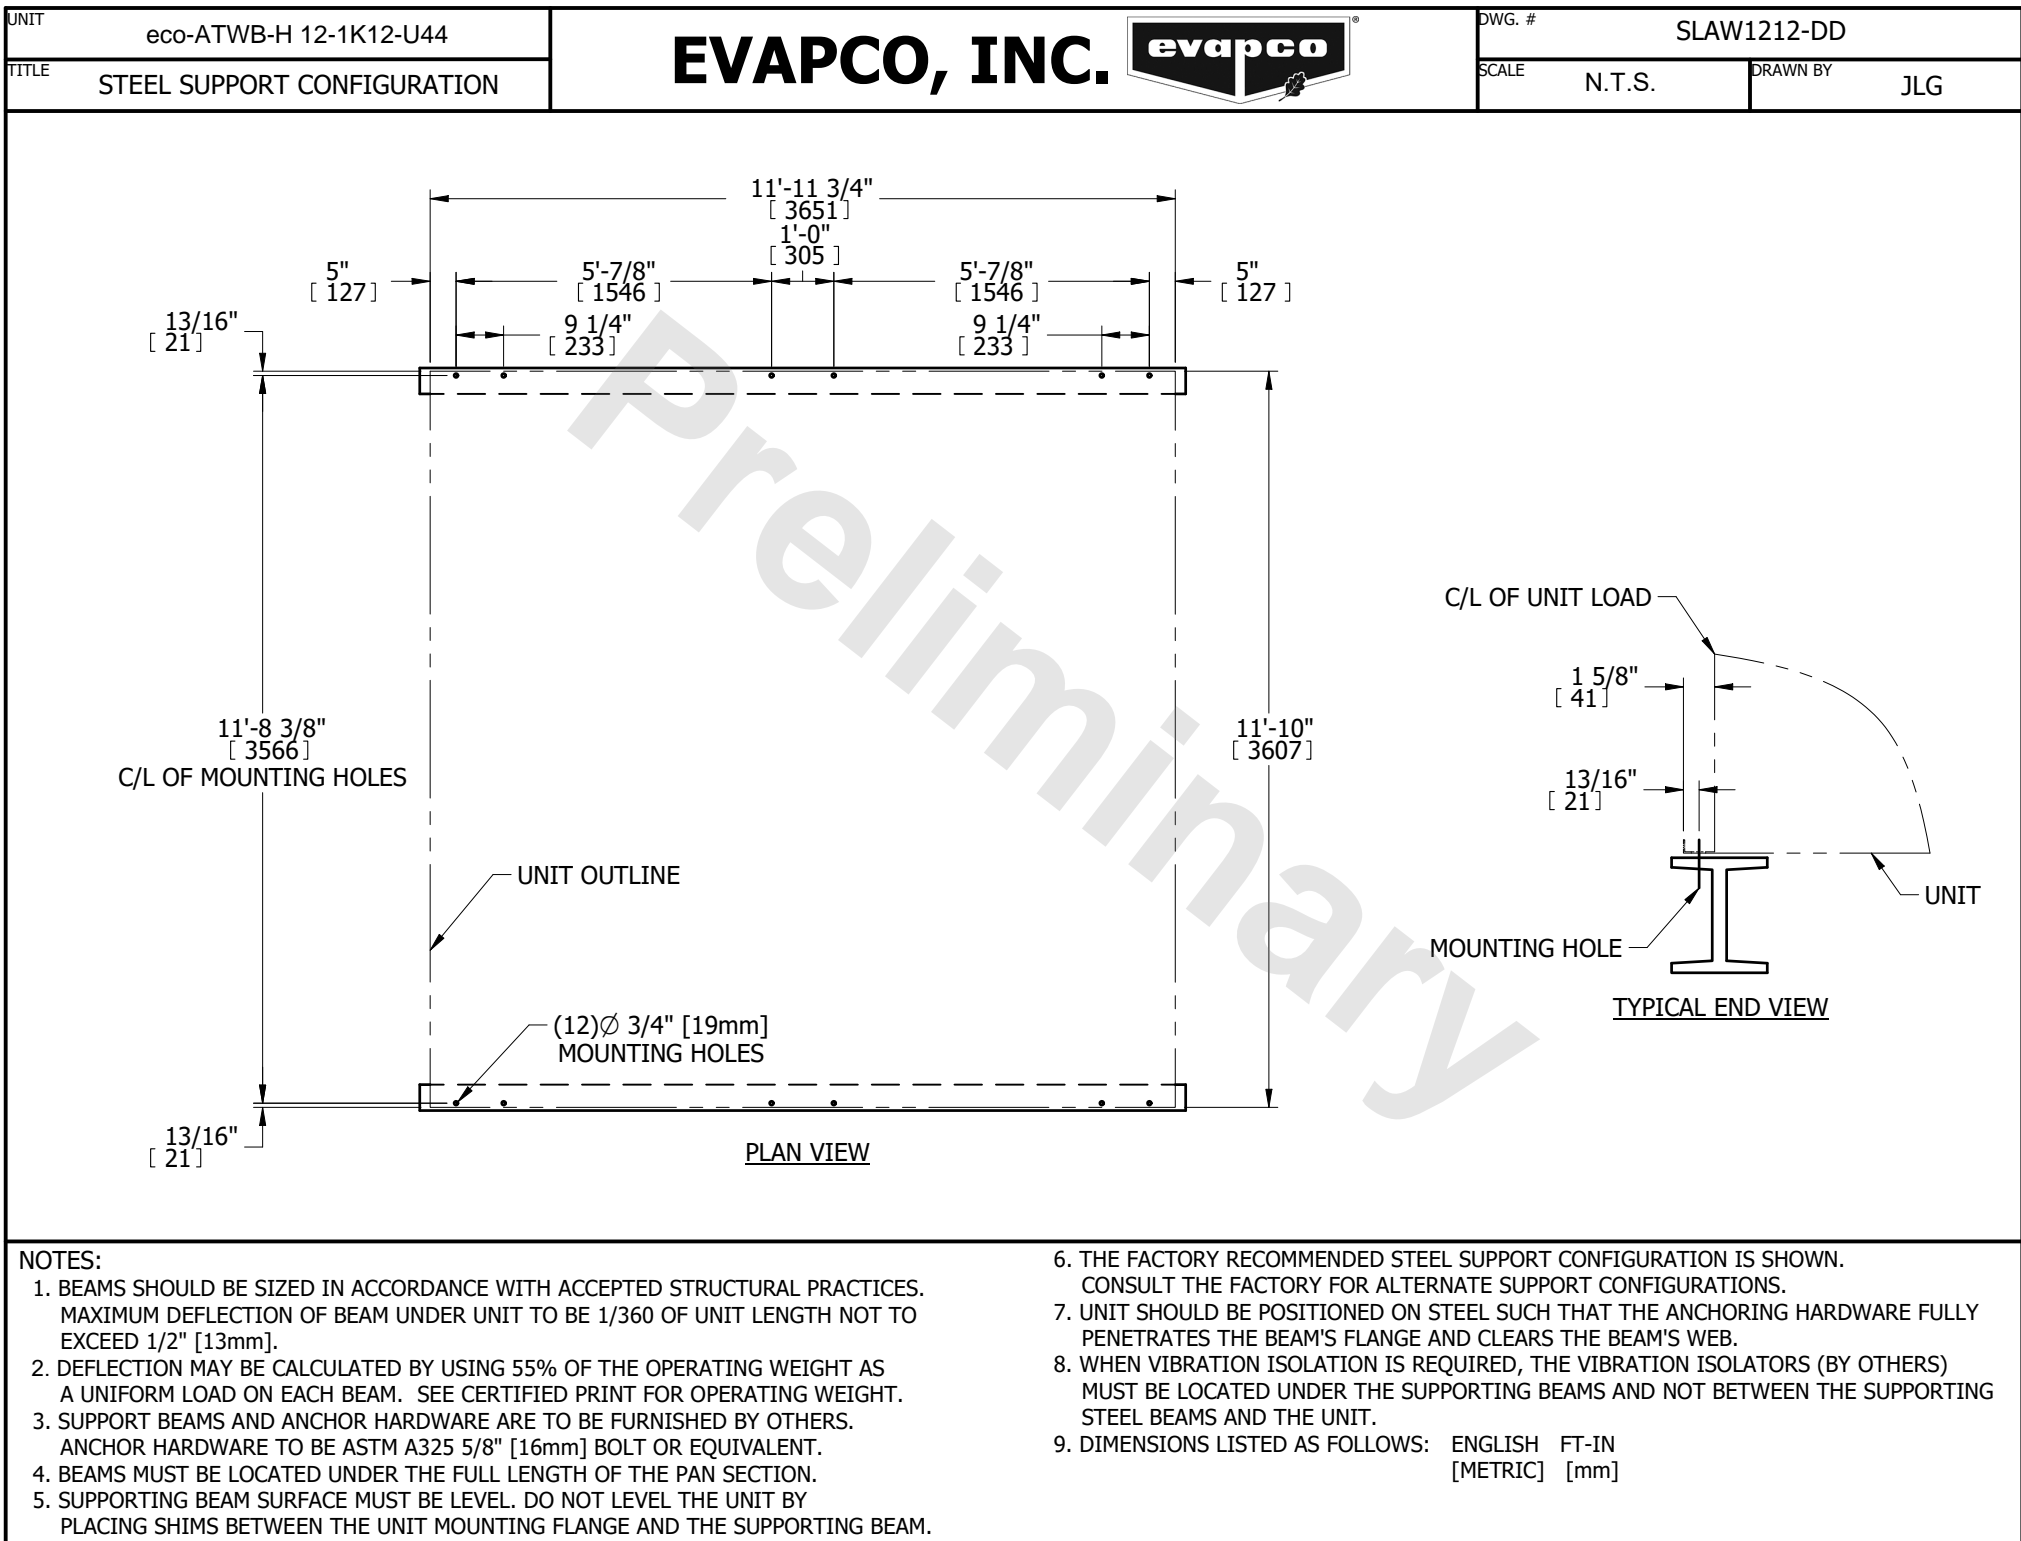 UNIT
eco-ATWB-H 12-1K12-U44
TITLE
STEEL SUPPORT CONFIGURATION
EVAPCO, INC.
evapco
®
DWG. #
SLAW1212-DD
SCALE
N.T.S.
DRAWN BY
JLG
11'-11 3/4"
[ 3651]
1'-0"
[ 305 ]
5"
[ 127]
5'-7/8"
[ 1546 ]
5'-7/8"
[ 1546 ]
5"
[ 127 ]
13/16"
[ 21]
9 1/4"
[ 233]
9 1/4"
[ 233 ]
11'-8 3/8"
[ 3566]
C/L OF MOUNTING HOLES
11'-10"
[ 3607]
UNIT OUTLINE
(12)∅ 3/4" [19mm]
MOUNTING HOLES
13/16"
[ 21]
PLAN VIEW
C/L OF UNIT LOAD
1 5/8"
[ 41]
13/16"
[ 21]
UNIT
MOUNTING HOLE
TYPICAL END VIEW
Preliminary
NOTES:
1. BEAMS SHOULD BE SIZED IN ACCORDANCE WITH ACCEPTED STRUCTURAL PRACTICES.
MAXIMUM DEFLECTION OF BEAM UNDER UNIT TO BE 1/360 OF UNIT LENGTH NOT TO
EXCEED 1/2" [13mm].
2. DEFLECTION MAY BE CALCULATED BY USING 55% OF THE OPERATING WEIGHT AS
A UNIFORM LOAD ON EACH BEAM. SEE CERTIFIED PRINT FOR OPERATING WEIGHT.
3. SUPPORT BEAMS AND ANCHOR HARDWARE ARE TO BE FURNISHED BY OTHERS.
ANCHOR HARDWARE TO BE ASTM A325 5/8" [16mm] BOLT OR EQUIVALENT.
4. BEAMS MUST BE LOCATED UNDER THE FULL LENGTH OF THE PAN SECTION.
5. SUPPORTING BEAM SURFACE MUST BE LEVEL. DO NOT LEVEL THE UNIT BY
PLACING SHIMS BETWEEN THE UNIT MOUNTING FLANGE AND THE SUPPORTING BEAM.
6. THE FACTORY RECOMMENDED STEEL SUPPORT CONFIGURATION IS SHOWN.
CONSULT THE FACTORY FOR ALTERNATE SUPPORT CONFIGURATIONS.
7. UNIT SHOULD BE POSITIONED ON STEEL SUCH THAT THE ANCHORING HARDWARE FULLY
PENETRATES THE BEAM'S FLANGE AND CLEARS THE BEAM'S WEB.
8. WHEN VIBRATION ISOLATION IS REQUIRED, THE VIBRATION ISOLATORS (BY OTHERS)
MUST BE LOCATED UNDER THE SUPPORTING BEAMS AND NOT BETWEEN THE SUPPORTING
STEEL BEAMS AND THE UNIT.
9. DIMENSIONS LISTED AS FOLLOWS: ENGLISH FT-IN
[METRIC] [mm]